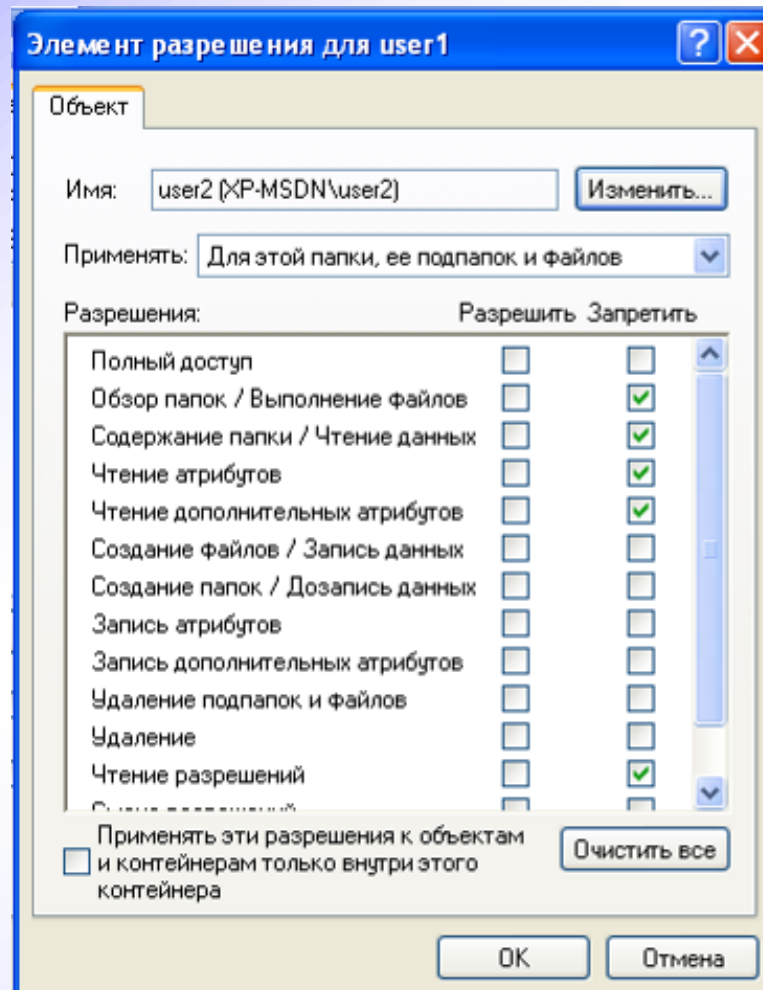 Элемент разрешения для user1
Объект
Имя: user2 (XP-MSDN\user2) Изменить...
Применять: Для этой папки, ее подпапок и файлов
Разрешения: Разрешить Запретить
Полный доступ
Обзор папок / Выполнение файлов
Содержание папки / Чтение данных
Чтение атрибутов
Чтение дополнительных атрибутов
Создание файлов / Запись данных
Создание папок / Дозапись данных
Запись атрибутов
Запись дополнительных атрибутов
Удаление подпапок и файлов
Удаление
Чтение разрешений
Применять эти разрешения к объектам
и контейнерам только внутри этого
контейнера
Очистить все
OK Отмена